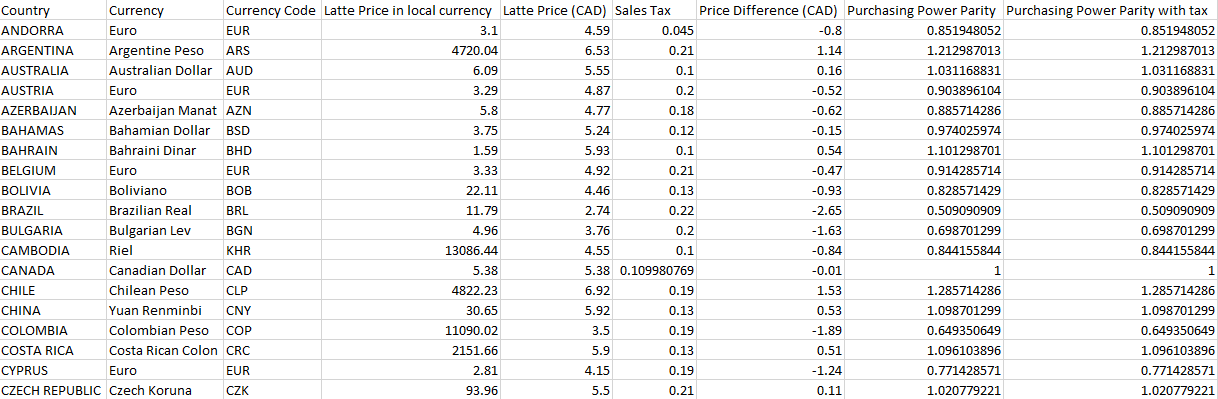 Country Currency Currency Code Latte Price in local currency Latte Price (CAD) Sales Tax Price Difference (CAD) Purchasing Power Parity Purchasing Power Parity with tax
ANDORRA Euro EUR 3.1 4.59 0.045 -0.8 0.851948052 0.851948052
ARGENTINA Argentine Peso ARS 4720.04 6.53 0.21 1.14 1.212987013 1.212987013
AUSTRALIA Australian Dollar AUD 6.09 5.55 0.1 0.16 1.031168831 1.031168831
AUSTRIA Euro EUR 3.29 4.87 0.2 -0.52 0.903896104 0.903896104
AZERBAIJAN Azerbaijan Manat AZN 5.8 4.77 0.18 -0.62 0.885714286 0.885714286
BAHAMAS Bahamian Dollar BSD 3.75 5.24 0.12 -0.15 0.974025974 0.974025974
BAHRAIN Bahraini Dinar BHD 1.59 5.93 0.1 0.54 1.101298701 1.101298701
BELGIUM Euro EUR 3.33 4.92 0.21 -0.47 0.914285714 0.914285714
BOLIVIA Boliviano BOB 22.11 4.46 0.13 -0.93 0.828571429 0.828571429
BRAZIL Brazilian Real BRL 11.79 2.74 0.22 -2.65 0.509090909 0.509090909
BULGARIA Bulgarian Lev BGN 4.96 3.76 0.2 -1.63 0.698701299 0.698701299
CAMBODIA Riel KHR 13086.44 4.55 0.1 -0.84 0.844155844 0.844155844
CANADA Canadian Dollar CAD 5.38 5.38 0.109980769 -0.01 1 1
CHILE Chilean Peso CLP 4822.23 6.92 0.19 1.53 1.285714286 1.285714286
CHINA Yuan Renminbi CNY 30.65 5.92 0.13 0.53 1.098701299 1.098701299
COLOMBIA Colombian Peso COP 11090.02 3.5 0.19 -1.89 0.649350649 0.649350649
COSTA RICA Costa Rican Colon CRC 2151.66 5.9 0.13 0.51 1.096103896 1.096103896
CYPRUS Euro EUR 2.81 4.15 0.19 -1.24 0.771428571 0.771428571
CZECH REPUBLIC Czech Koruna CZK 93.96 5.5 0.21 0.11 1.020779221 1.020779221